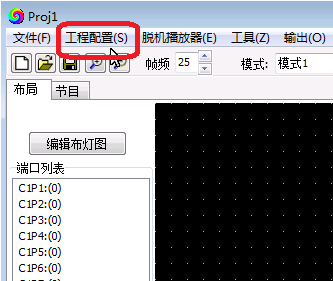 Proj1
文件(F) 工程配置(S) 脱机播放器(E) 工具(Z) 输出(O)
帧频 25 模式: 模式1
布局 节目
编辑布灯图
端口列表
C1P1:(0)
C1P2:(0)
C1P3:(0)
C1P4:(0)
C1P5:(0)
C1P6:(0)